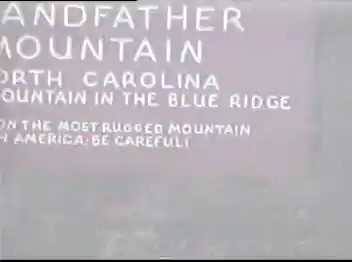 ANDFATHER
MOUNTAIN
ORTH CAROLINA
OUNTAIN IN THE BLUE RIDGE
ON THE MOST RUGGED MOUNTAIN
H AMERICA; BE CAREFUL!